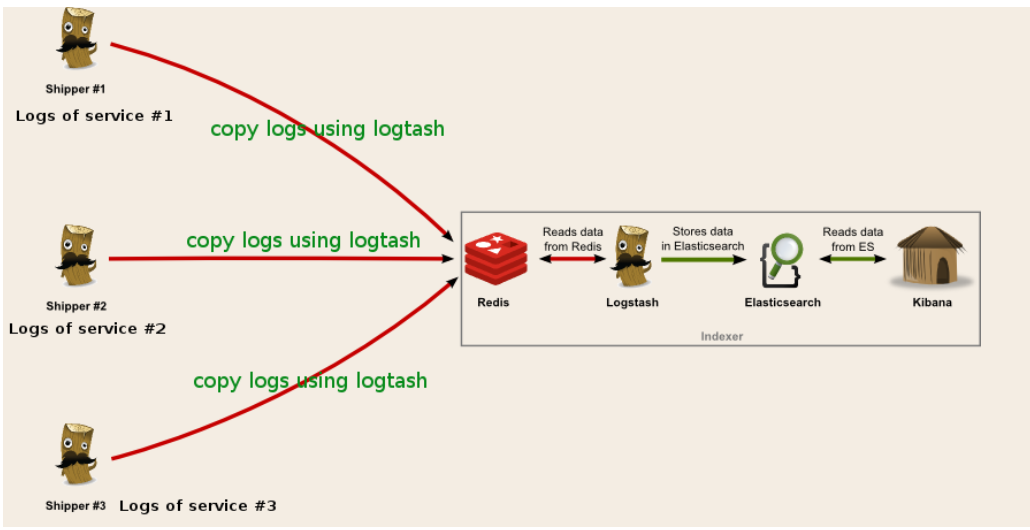 Shipper #1
Logs of service #1
copy logs using logtash
copy logs using logtash
Shipper #2
Logs of service #2
Reads data
from Redis
Stores data
in Elasticsearch
Reads data
from ES
Redis
Logstash
Elasticsearch
Kibana
Indexer
copy logs using logtash
Shipper #3
Logs of service #3